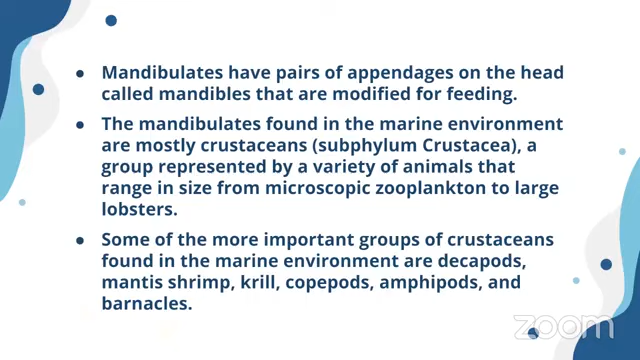 ● Mandibulates have pairs of appendages on the head
called mandibles that are modified for feeding.
● The mandibulates found in the marine environment
are mostly crustaceans (subphylum Crustacea), a
group represented by a variety of animals that
range in size from microscopic zooplankton to large
lobsters.
● Some of the more important groups of crustaceans
found in the marine environment are decapods,
mantis shrimp, krill, copepods, amphipods, and
barnacles.
zoom